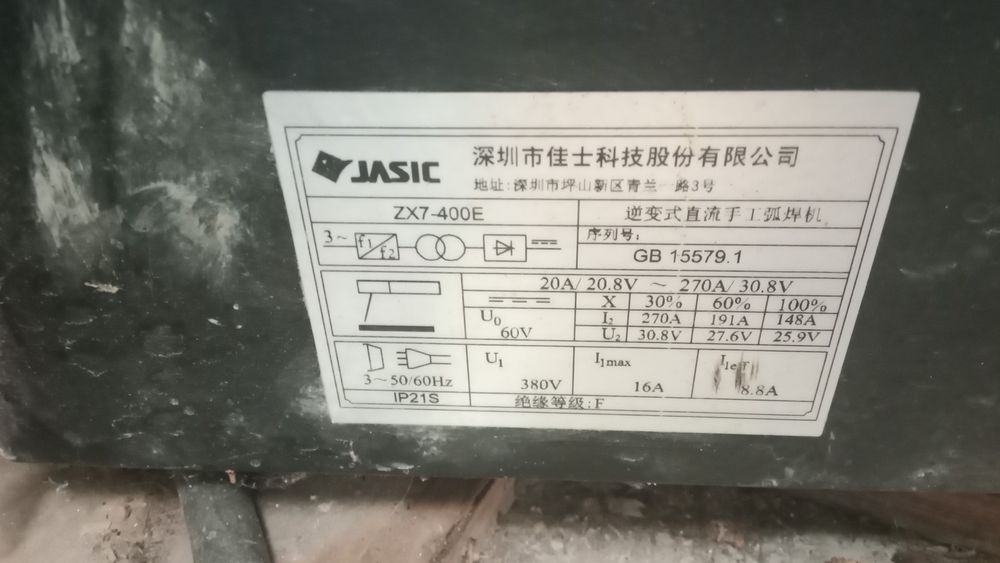 JASIC 深圳市佳士科技股份有限公司
地址:深圳市坪山新区青兰一路3号
ZX7-400E 逆变式直流手工弧焊机
3~ f1 f2 序列号:
GB 15579.1
20A/ 20.8V ~ 270A/ 30.8V
X 30% 60% 100%
U0 60V I2 270A 191A 148A
U2 30.8V 27.6V 25.9V
3~50/60Hz U1 380V I1max 16A 8.8A
IP21S 绝缘等级:F